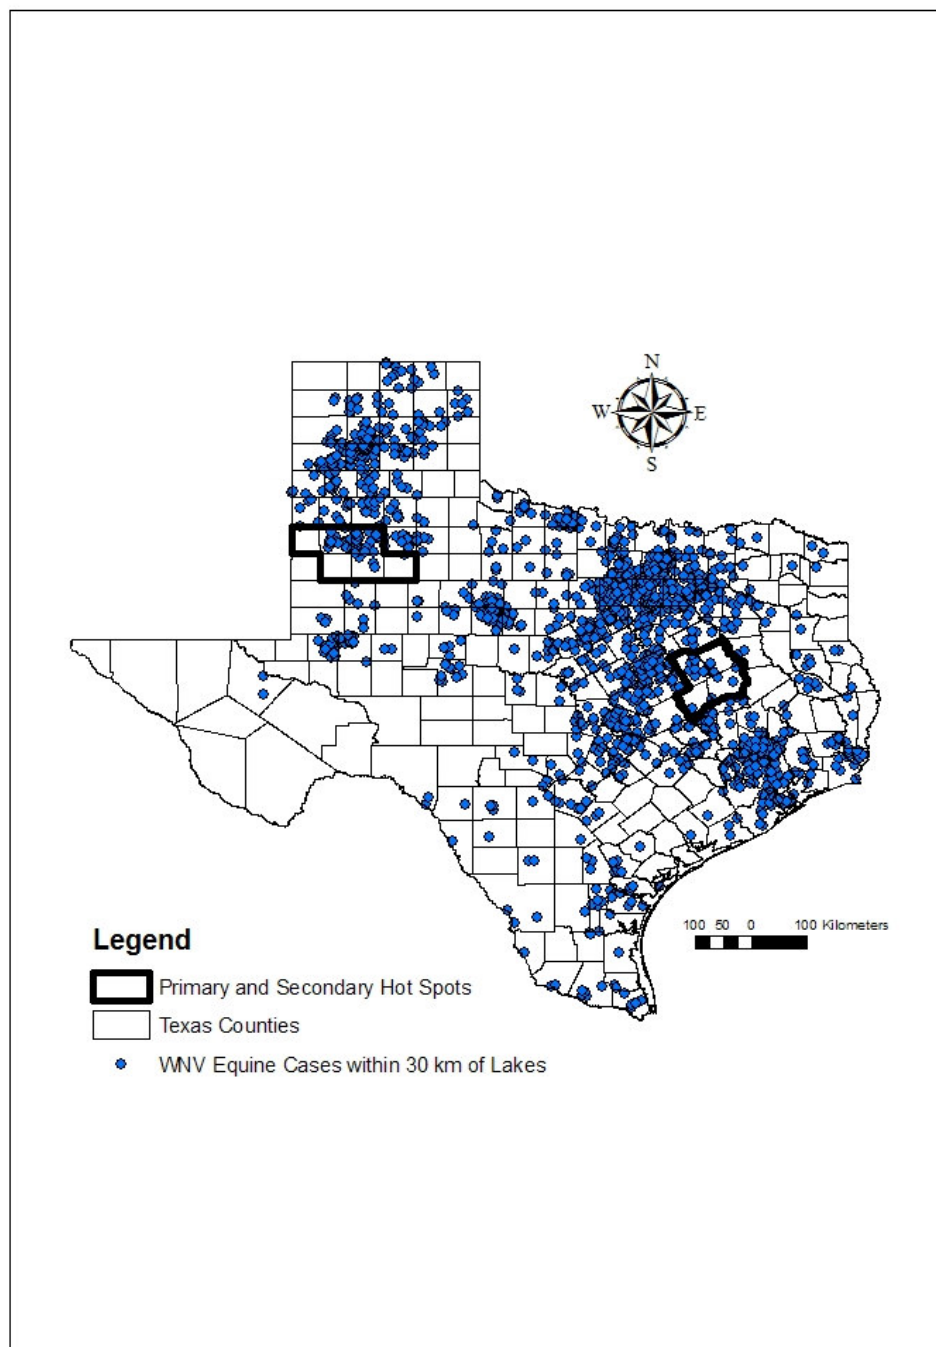 N
W E
S
100 50 0 100 Kilometers
Legend
Primary and Secondary Hot Spots
Texas Counties
WNV Equine Cases within 30 km of Lakes